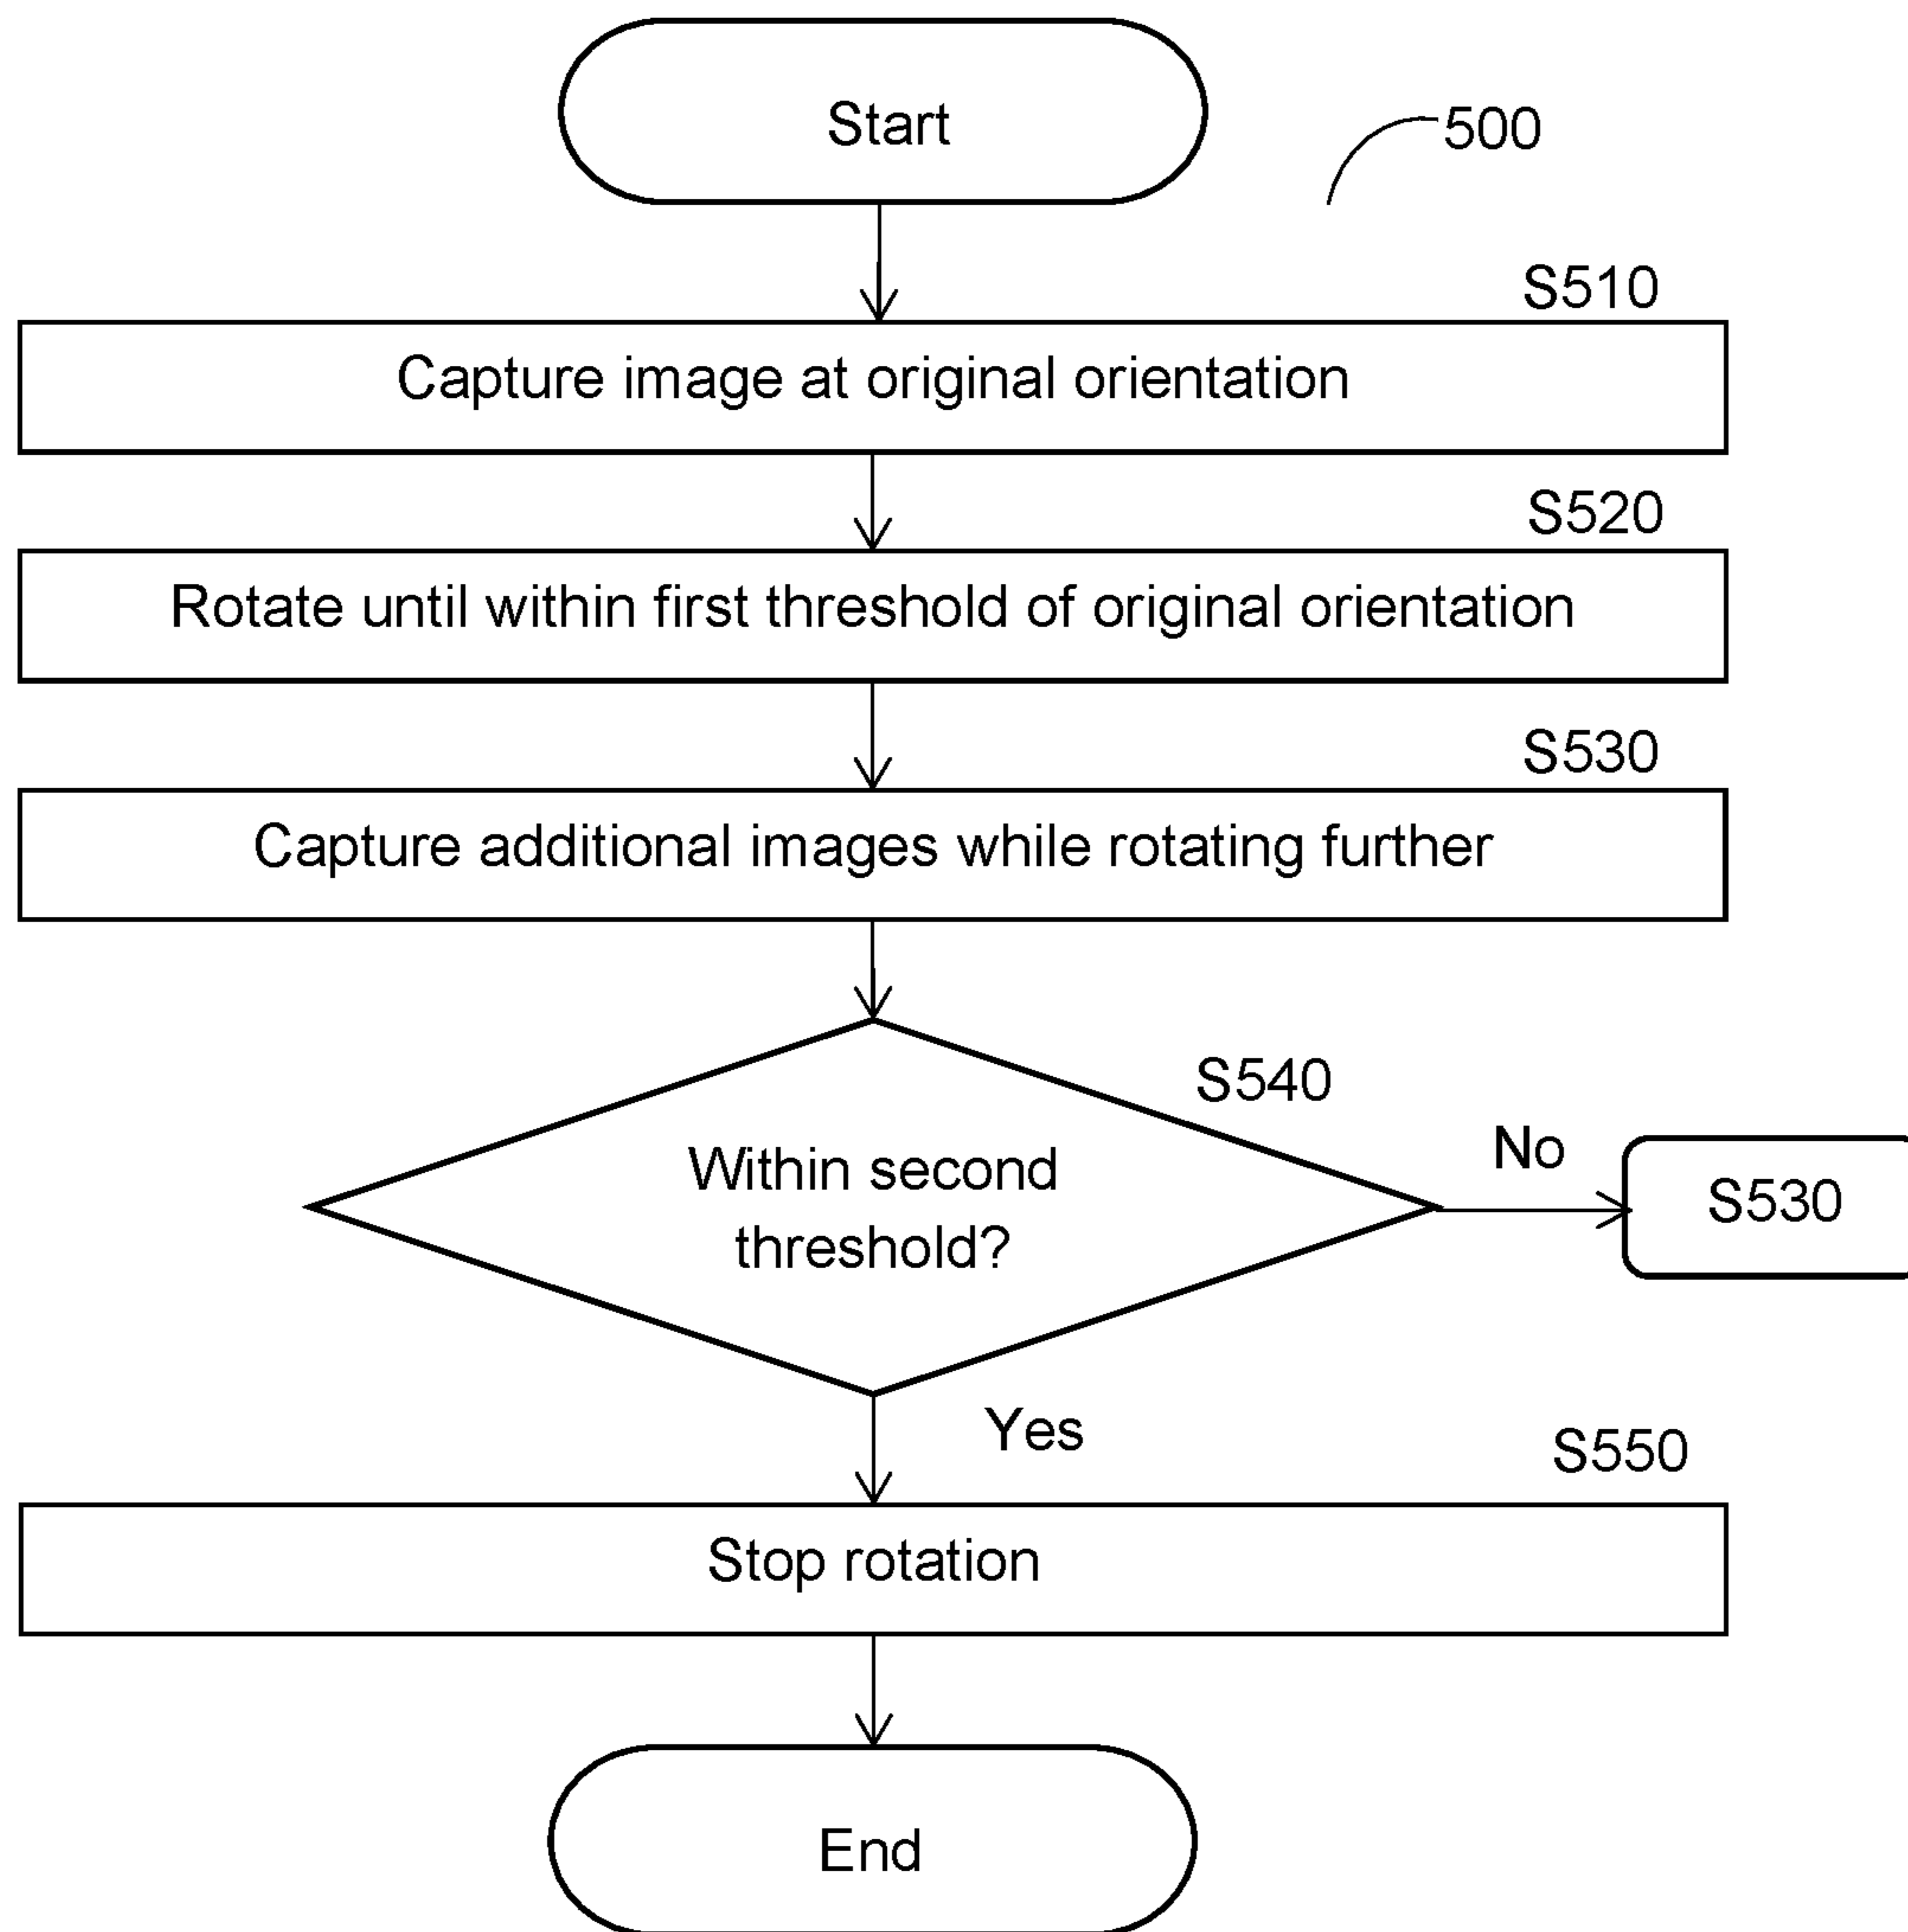 Start
500
S510
Capture image at original orientation
S520
Rotate until within first threshold of original orientation
S530
Capture additional images while rotating further
S540
Within second
threshold?
No
S530
Yes
S550
Stop rotation
End